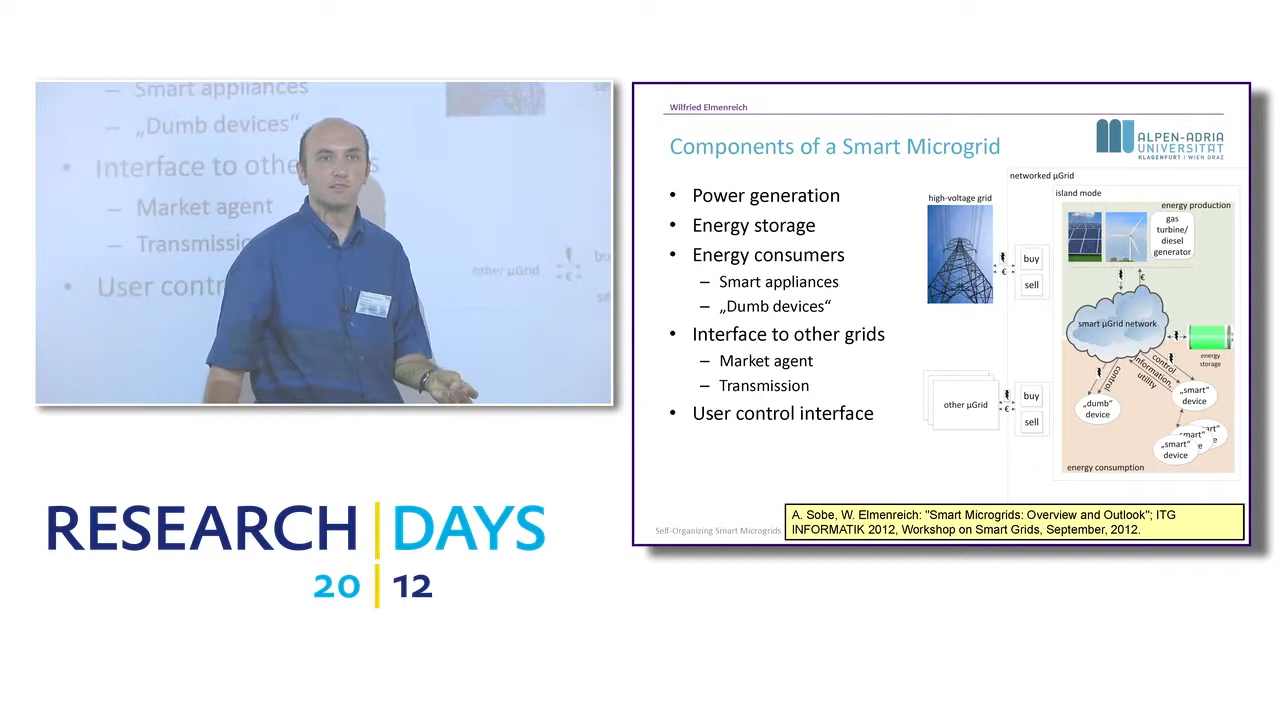 – Smart appliances
– „Dumb devices“
• Interface to othe
– Market agent
– Transmissio
• User contr
other µGrid
€
RESEARCH | DAYS
20 | 12
Wilfried Elmenreich
Components of a Smart Microgrid
ALPEN-ADRIA
UNIVERSITÄT
KLAGENFURT | WIEN GRAZ
• Power generation
• Energy storage
• Energy consumers
– Smart appliances
– „Dumb devices“
• Interface to other grids
– Market agent
– Transmission
• User control interface
networked µGrid
island mode
high-voltage grid
energy production
gas
turbine/
diesel
generator
€
buy
sell
€
smart µGrid network
energy
storage
control
control
information,
utility
„dumb“
device
„smart“
device
„smart“
device
other µGrid
€
buy
sell
energy consumption
Self-Organizing Smart Microgrids
A. Sobe, W. Elmenreich: "Smart Microgrids: Overview and Outlook"; ITG
INFORMATIK 2012, Workshop on Smart Grids, September, 2012.